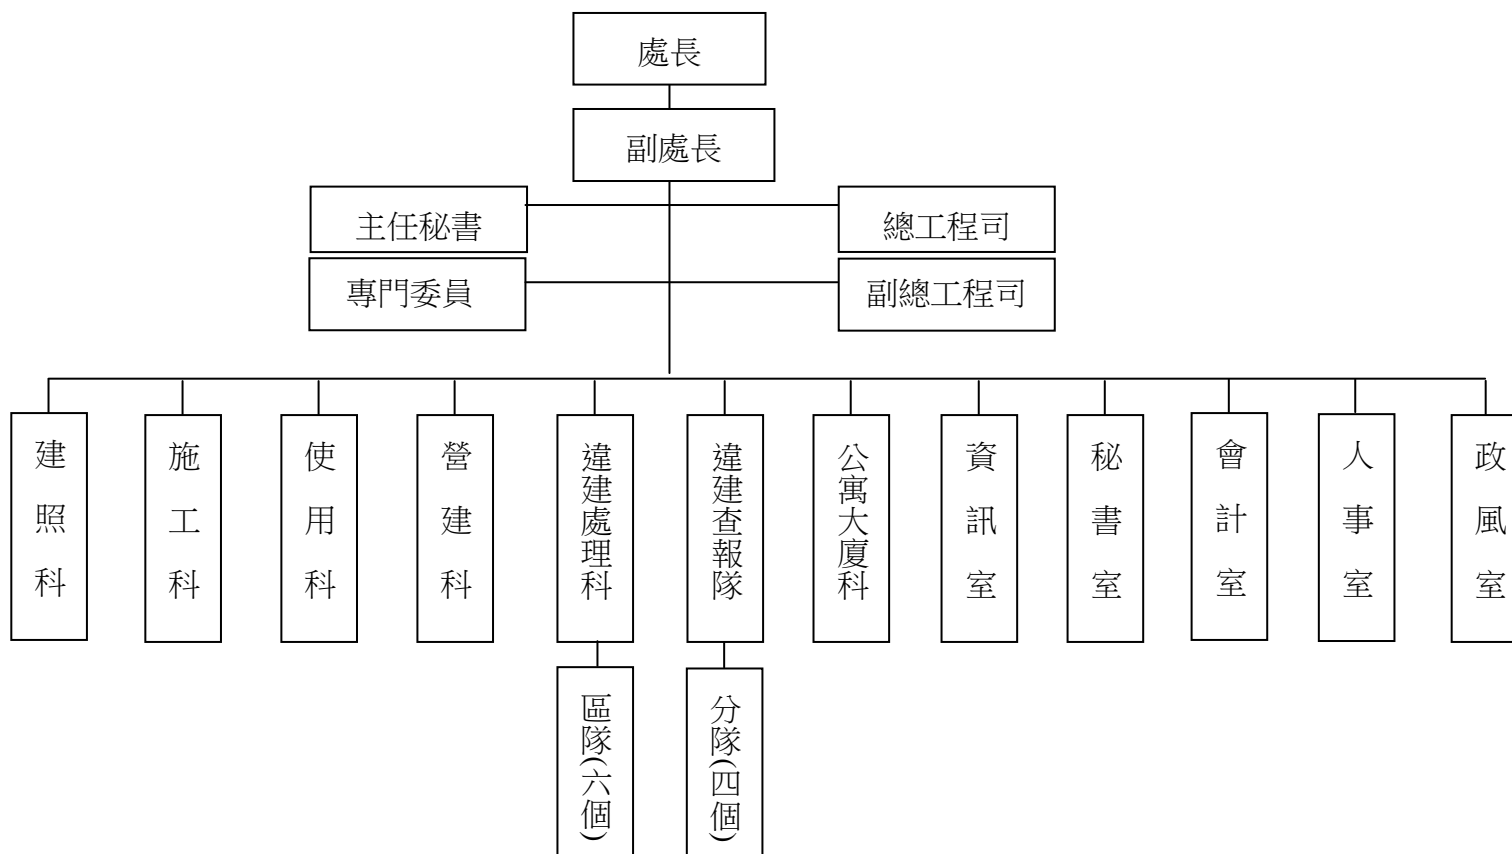 處長
副處長
主任秘書
總工程司
專門委員
副總工程司
建照科
施工科
使用科
營建科
違建處理科
違建查報隊
公寓大廈科
資訊室
秘書室
會計室
人事室
政風室
區隊(六個)
分隊(四個)